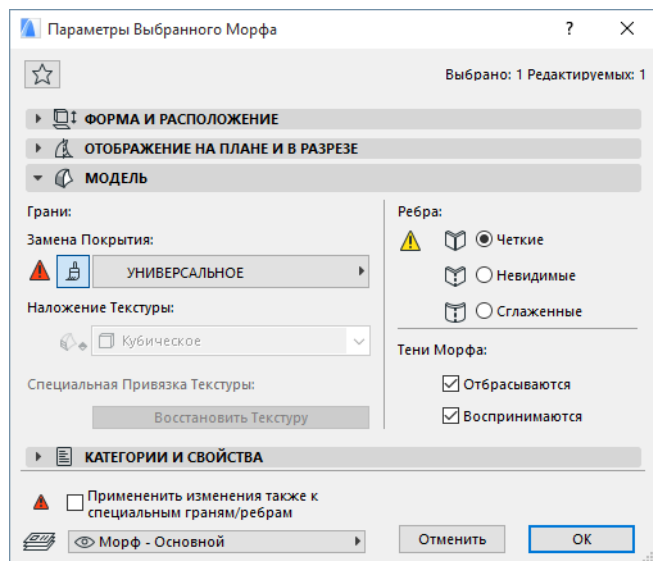 Параметры Выбранного Морфа
?
Выбрано: 1 Редактируемых: 1
ФОРМА И РАСПОЛОЖЕНИЕ
ОТОБРАЖЕНИЕ НА ПЛАНЕ И В РАЗРЕЗЕ
МОДЕЛЬ
Грани:
Замена Покрытия:
УНИВЕРСАЛЬНОЕ
Наложение Текстуры:
Кубическое
Специальная Привязка Текстуры:
Восстановить Текстуру
Ребра:
Четкие
Невидимые
Сглаженные
Тени Морфа:
Отбрасываются
Воспринимаются
КАТЕГОРИИ И СВОЙСТВА
Примененить изменения также к
специальным граням/ребрам
Морф - Основной
Отменить
OK